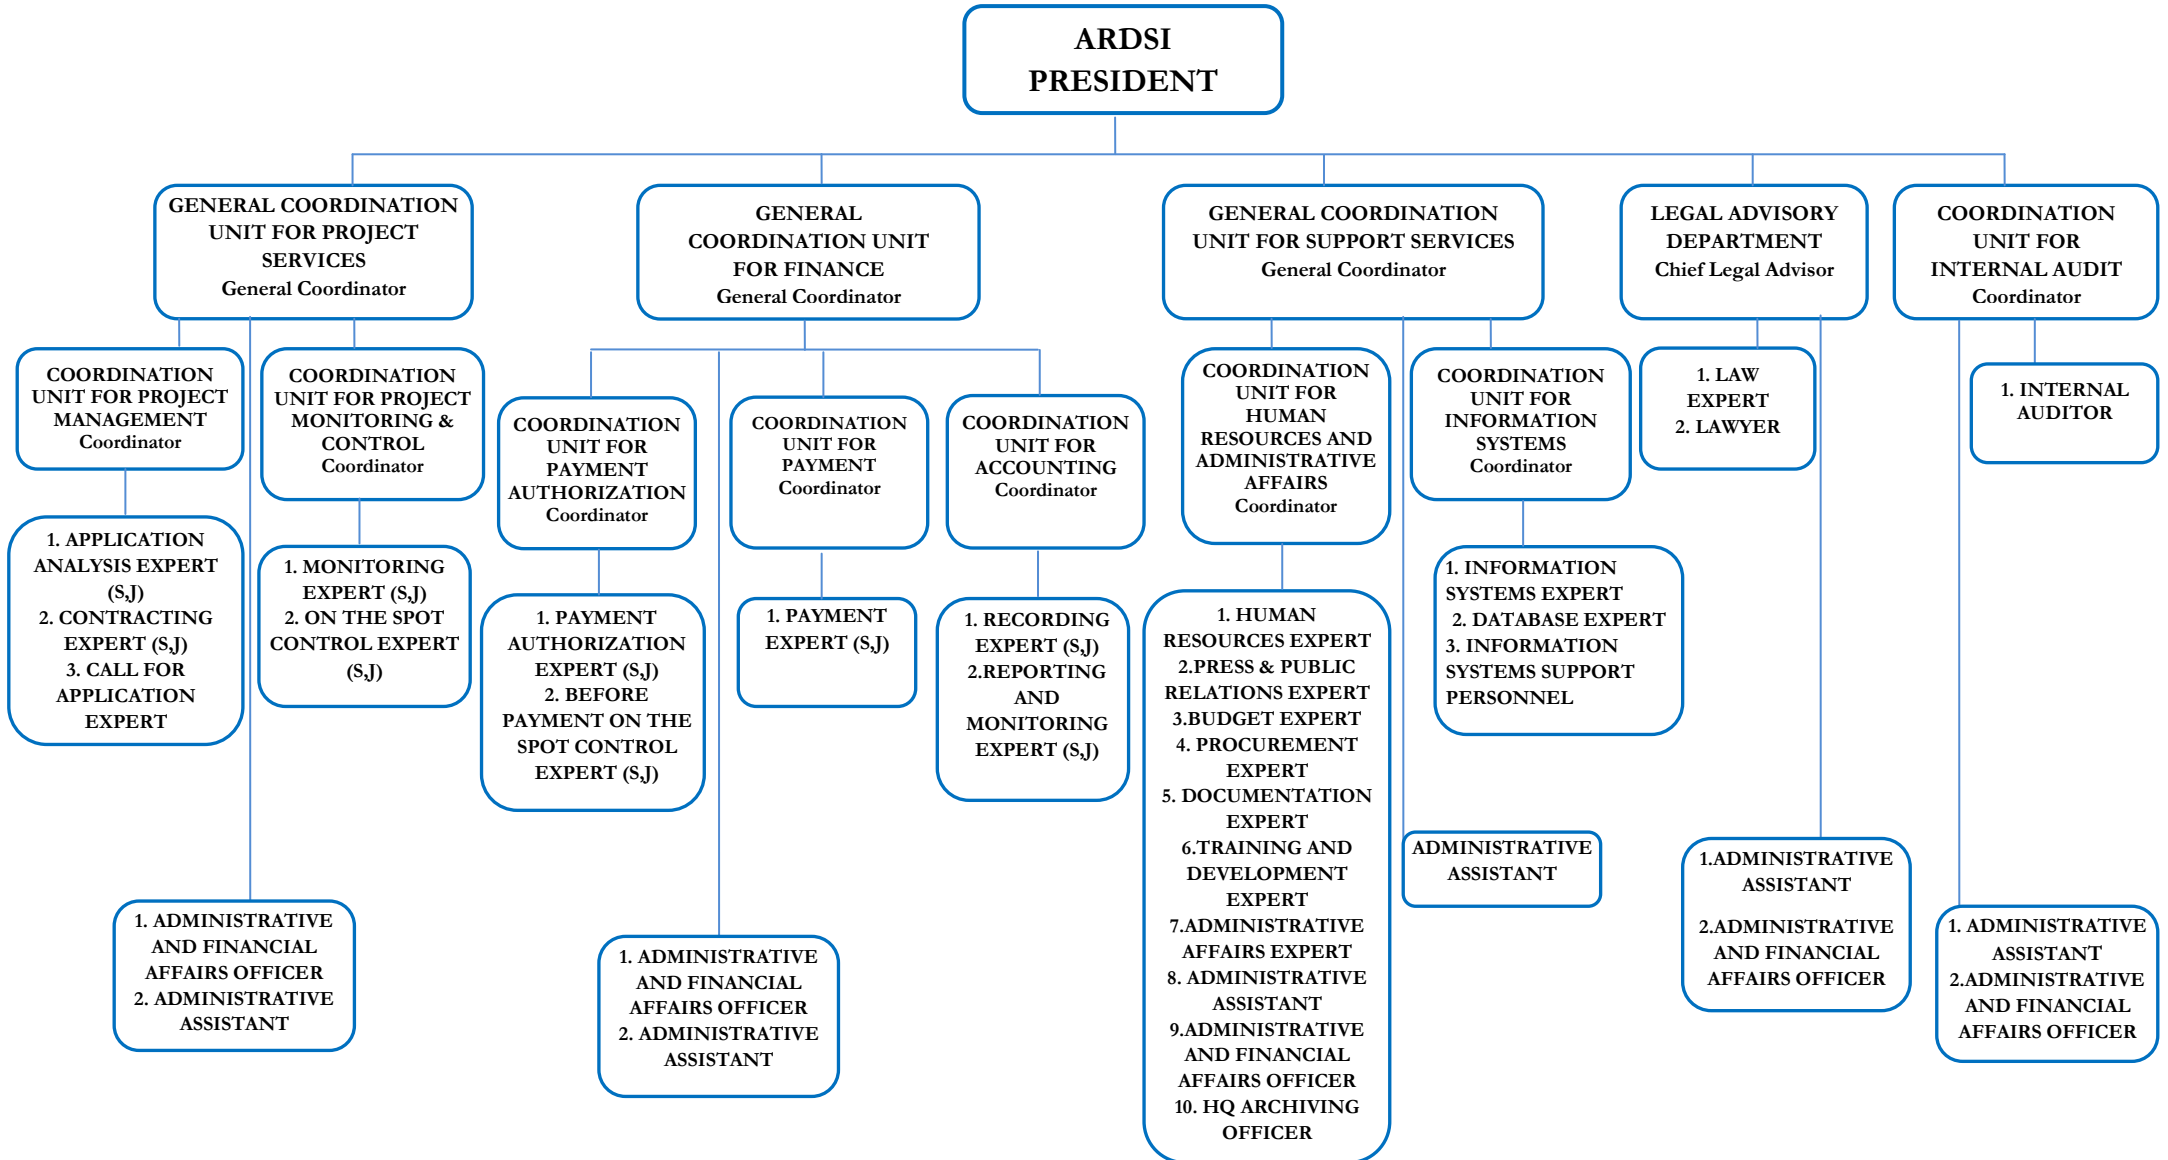 ARDSI
PRESIDENT
GENERAL COORDINATION
UNIT FOR PROJECT
SERVICES
General Coordinator
GENERAL
COORDINATION UNIT
FOR FINANCE
General Coordinator
GENERAL COORDINATION
UNIT FOR SUPPORT SERVICES
General Coordinator
LEGAL ADVISORY
DEPARTMENT
Chief Legal Advisor
COORDINATION
UNIT FOR
INTERNAL AUDIT
Coordinator
COORDINATION
UNIT FOR PROJECT
MANAGEMENT
Coordinator
COORDINATION
UNIT FOR PROJECT
MONITORING &
CONTROL
Coordinator
COORDINATION
UNIT FOR
PAYMENT
AUTHORIZATION
Coordinator
COORDINATION
UNIT FOR
PAYMENT
Coordinator
COORDINATION
UNIT FOR
ACCOUNTING
Coordinator
COORDINATION
UNIT FOR
HUMAN
RESOURCES AND
ADMINISTRATIVE
AFFAIRS
Coordinator
COORDINATION
UNIT FOR
INFORMATION
SYSTEMS
Coordinator
1. LAW
EXPERT
2. LAWYER
1. INTERNAL
AUDITOR
1. APPLICATION
ANALYSIS EXPERT
(S,J)
2. CONTRACTING
EXPERT (S,J)
3. CALL FOR
APPLICATION
EXPERT
1. MONITORING
EXPERT (S,J)
2. ON THE SPOT
CONTROL EXPERT
(S,J)
1. PAYMENT
AUTHORIZATION
EXPERT (S,J)
2. BEFORE
PAYMENT ON THE
SPOT CONTROL
EXPERT (S,J)
1. PAYMENT
EXPERT (S,J)
1. RECORDING
EXPERT (S,J)
2.REPORTING
AND
MONITORING
EXPERT (S,J)
1. HUMAN
RESOURCES EXPERT
2.PRESS & PUBLIC
RELATIONS EXPERT
3.BUDGET EXPERT
4. PROCUREMENT
EXPERT
5. DOCUMENTATION
EXPERT
6.TRAINING AND
DEVELOPMENT
EXPERT
7.ADMINISTRATIVE
AFFAIRS EXPERT
8. ADMINISTRATIVE
ASSISTANT
9.ADMINISTRATIVE
AND FINANCIAL
AFFAIRS OFFICER
10. HQ ARCHIVING
OFFICER
1. INFORMATION
SYSTEMS EXPERT
2. DATABASE EXPERT
3. INFORMATION
SYSTEMS SUPPORT
PERSONNEL
1. ADMINISTRATIVE
AND FINANCIAL
AFFAIRS OFFICER
2. ADMINISTRATIVE
ASSISTANT
1. ADMINISTRATIVE
AND FINANCIAL
AFFAIRS OFFICER
2. ADMINISTRATIVE
ASSISTANT
ADMINISTRATIVE
ASSISTANT
1.ADMINISTRATIVE
ASSISTANT
2.ADMINISTRATIVE
AND FINANCIAL
AFFAIRS OFFICER
1. ADMINISTRATIVE
ASSISTANT
2.ADMINISTRATIVE
AND FINANCIAL
AFFAIRS OFFICER